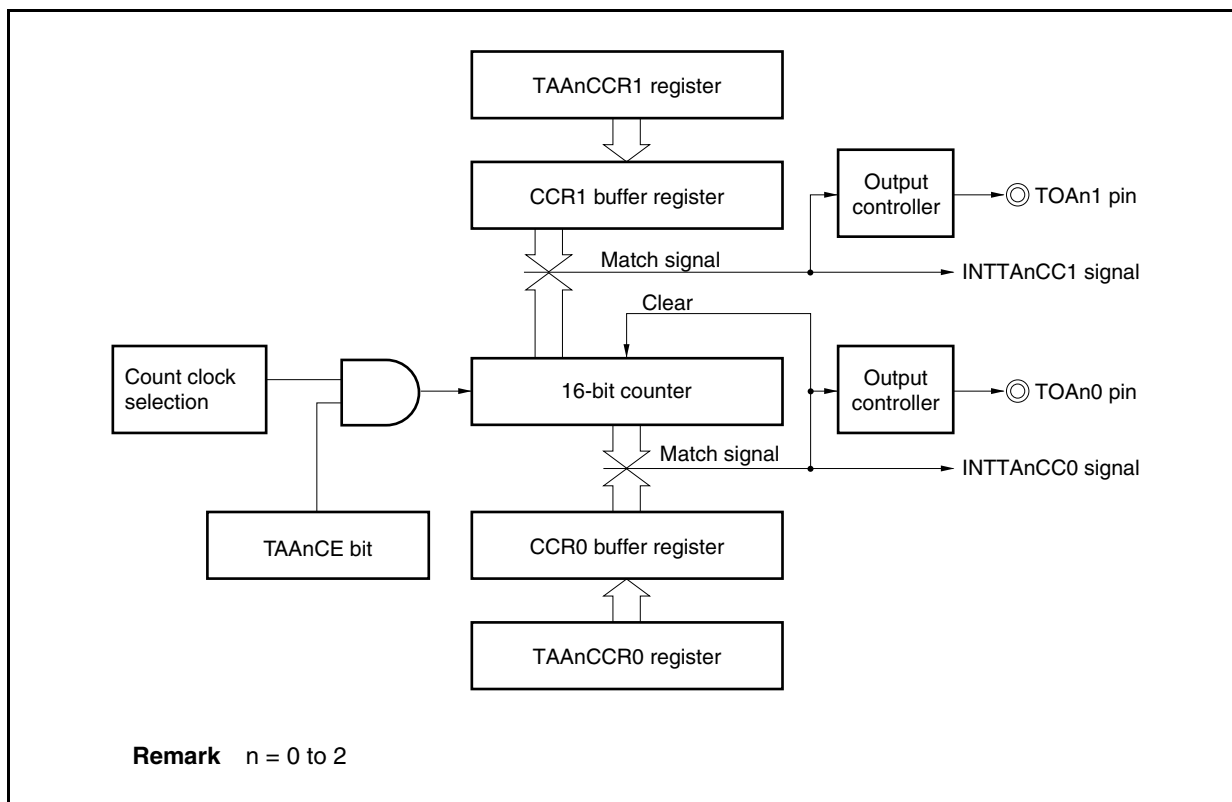 TAAnCCR1 register
CCR1 buffer register
Output
controller
TOAn1 pin
Match signal
INTTAnCC1 signal
Clear
Count clock
selection
16-bit counter
Output
controller
TOAn0 pin
Match signal
INTTAnCC0 signal
TAAnCE bit
CCR0 buffer register
TAAnCCR0 register
Remark n = 0 to 2